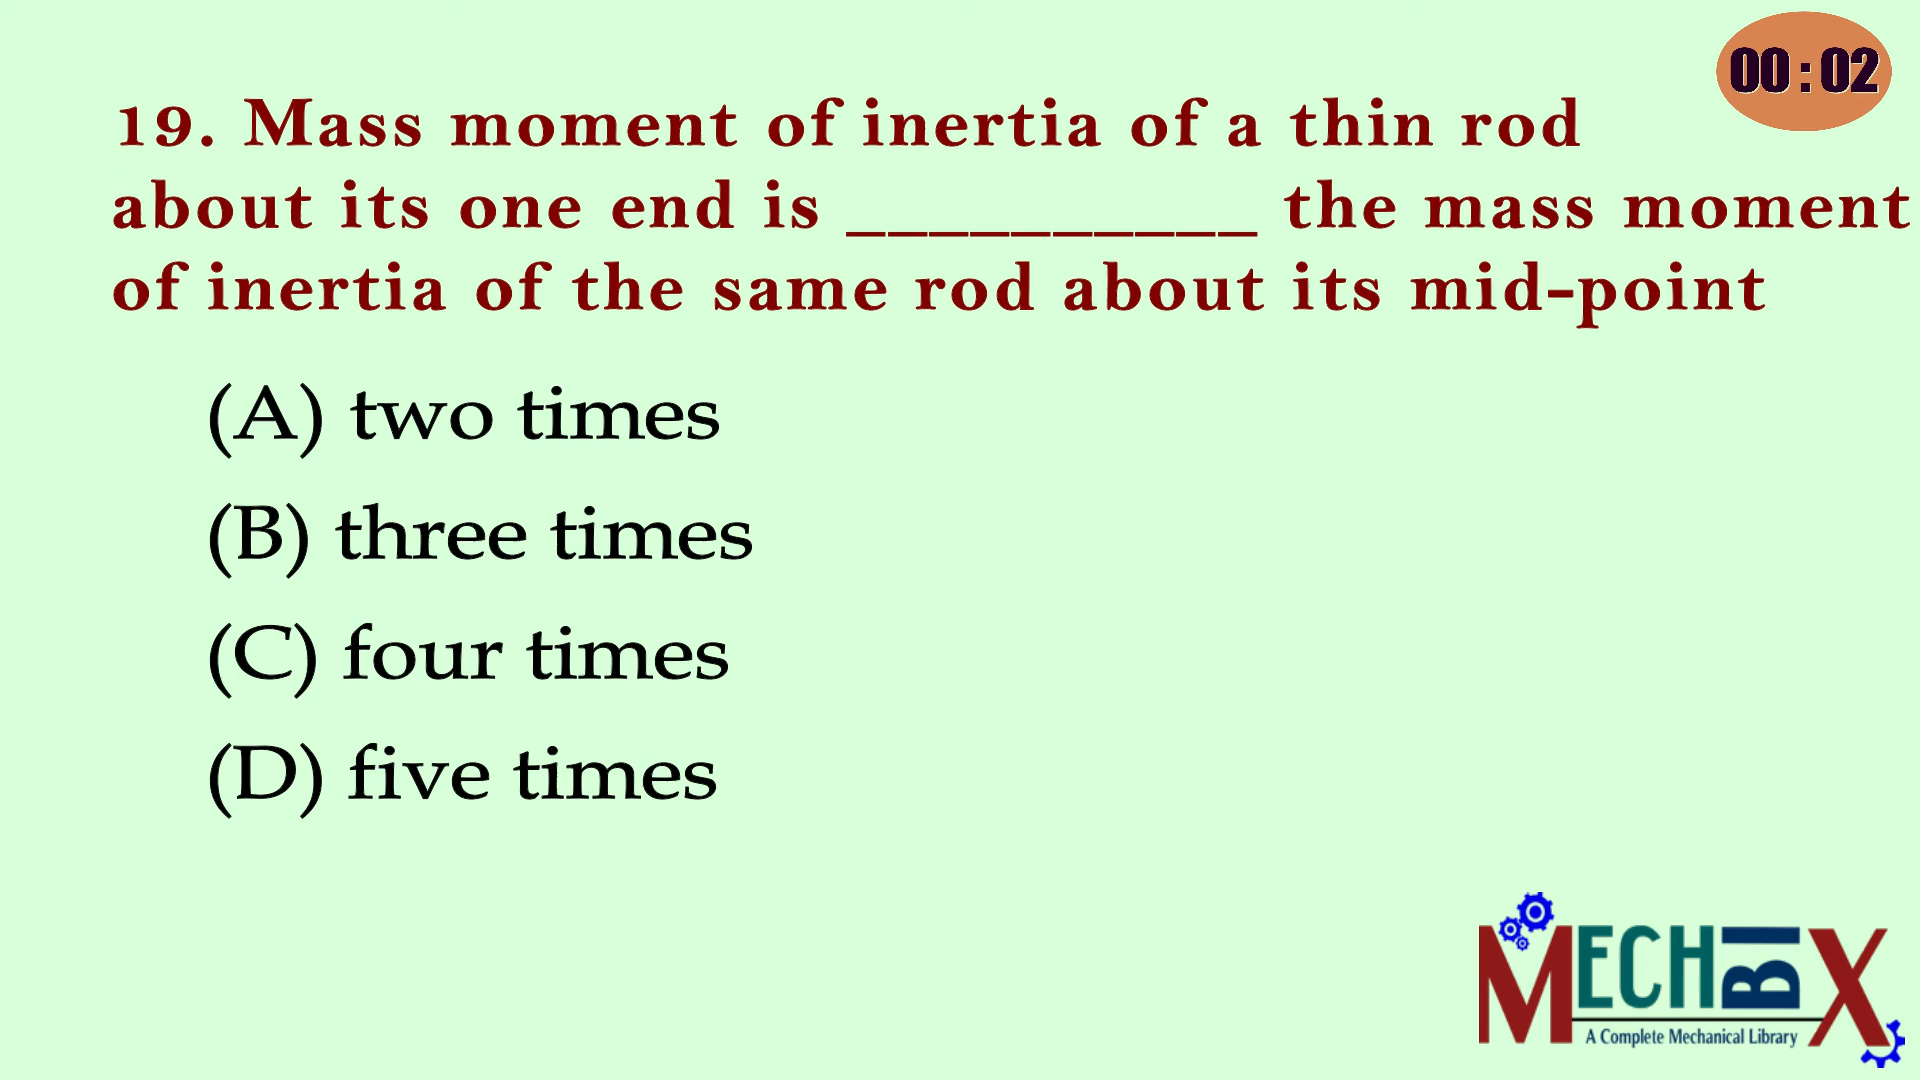 00:02
19. Mass moment of inertia of a thin rod
about its one end is __________ the mass moment
of inertia of the same rod about its mid-point
(A) two times
(B) three times
(C) four times
(D) five times
MECHBIX
A Complete Mechanical Library